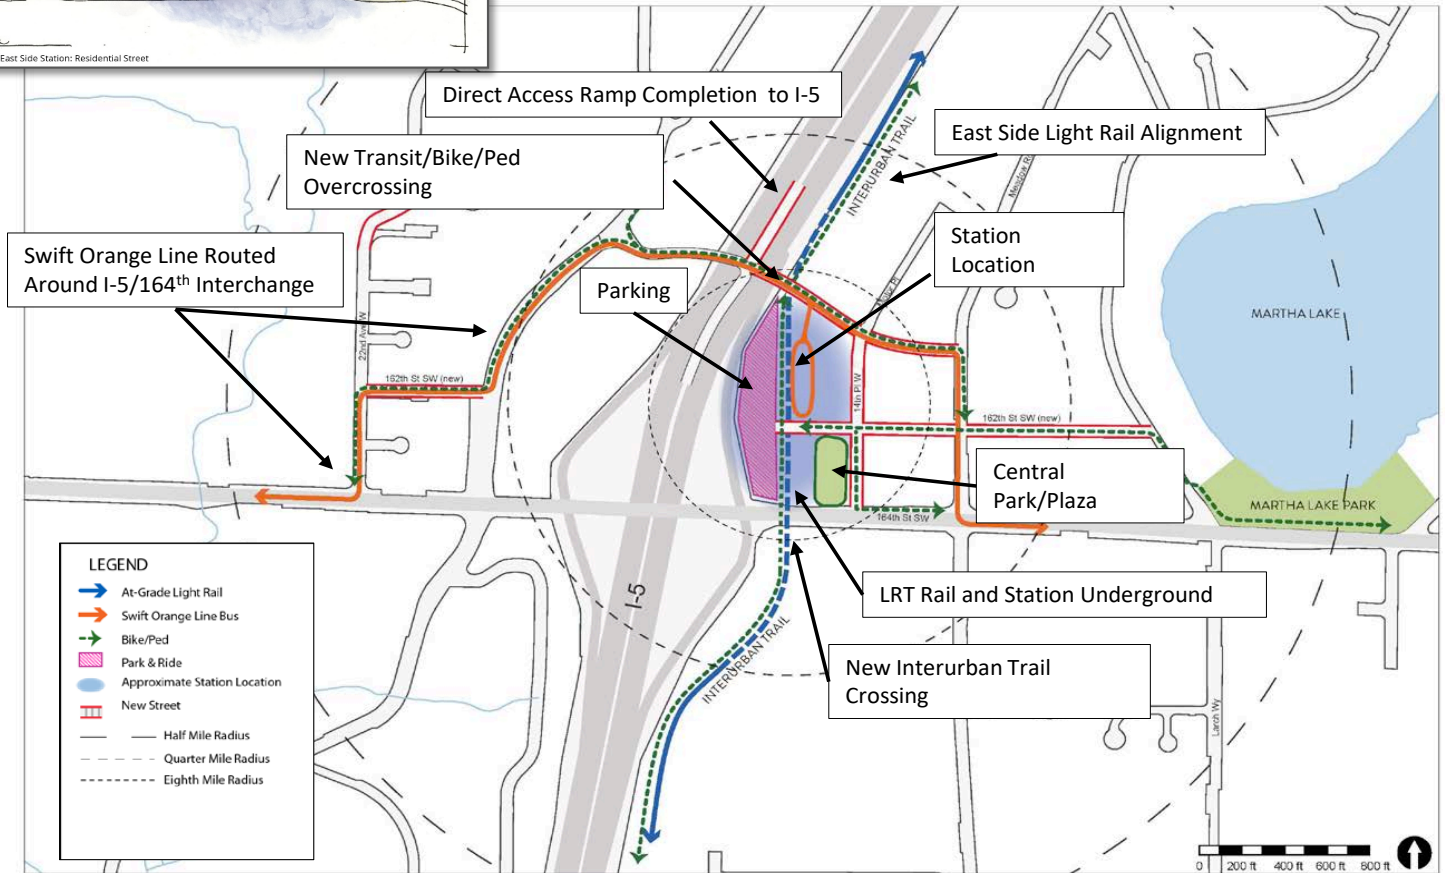 East Side Station: Residential Street
Direct Access Ramp Completion to I-5
New Transit/Bike/Ped
Overcrossing
East Side Light Rail Alignment
INTERURBAN TRAIL
Meadow Rd
Swift Orange Line Routed
Around I-5/164th Interchange
Station
Location
Parking
MARTHA LAKE
22nd Ave W
162th St SW (new)
14th Pl W
162th St SW (new)
Central
Park/Plaza
MARTHA LAKE PARK
164th St SW
LRT Rail and Station Underground
I-5
INTERURBAN TRAIL
New Interurban Trail
Crossing
Larch Wy
LEGEND
At-Grade Light Rail
Swift Orange Line Bus
Bike/Ped
Park & Ride
Approximate Station Location
New Street
Half Mile Radius
Quarter Mile Radius
Eighth Mile Radius
0 200 ft 400 ft 600 ft 800 ft